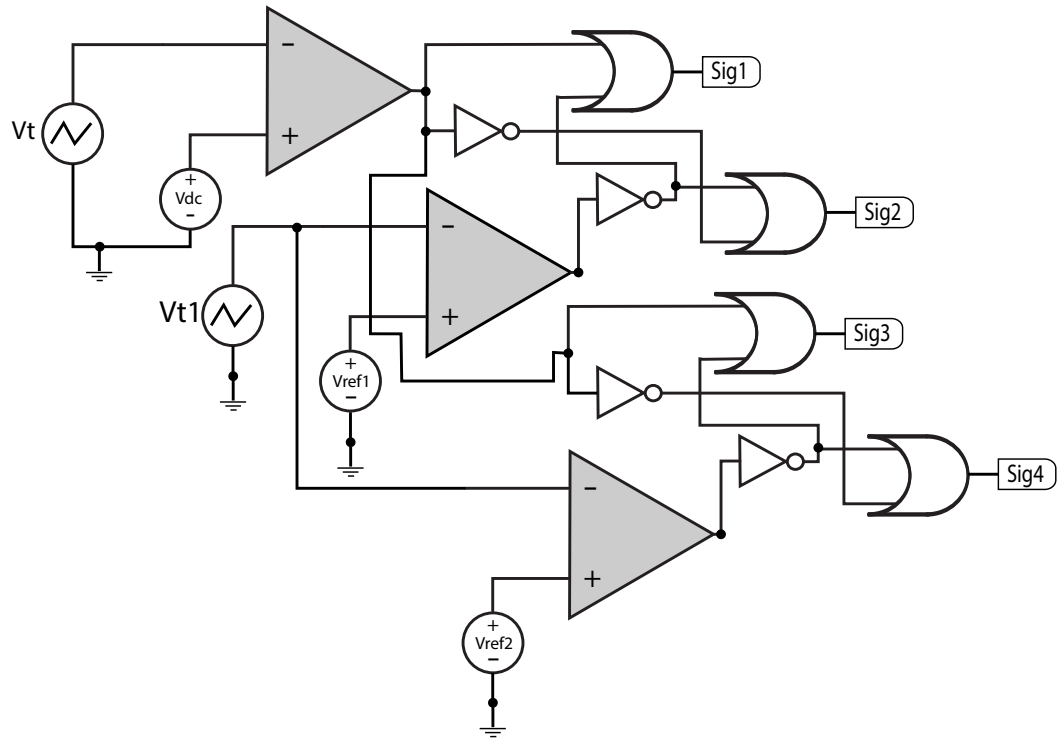 −
Sig1
Vt
+
+
Vdc
−
Sig2
−
Vt1
+
Sig3
+
Vref1
−
Sig4
−
+
+
Vref2
−